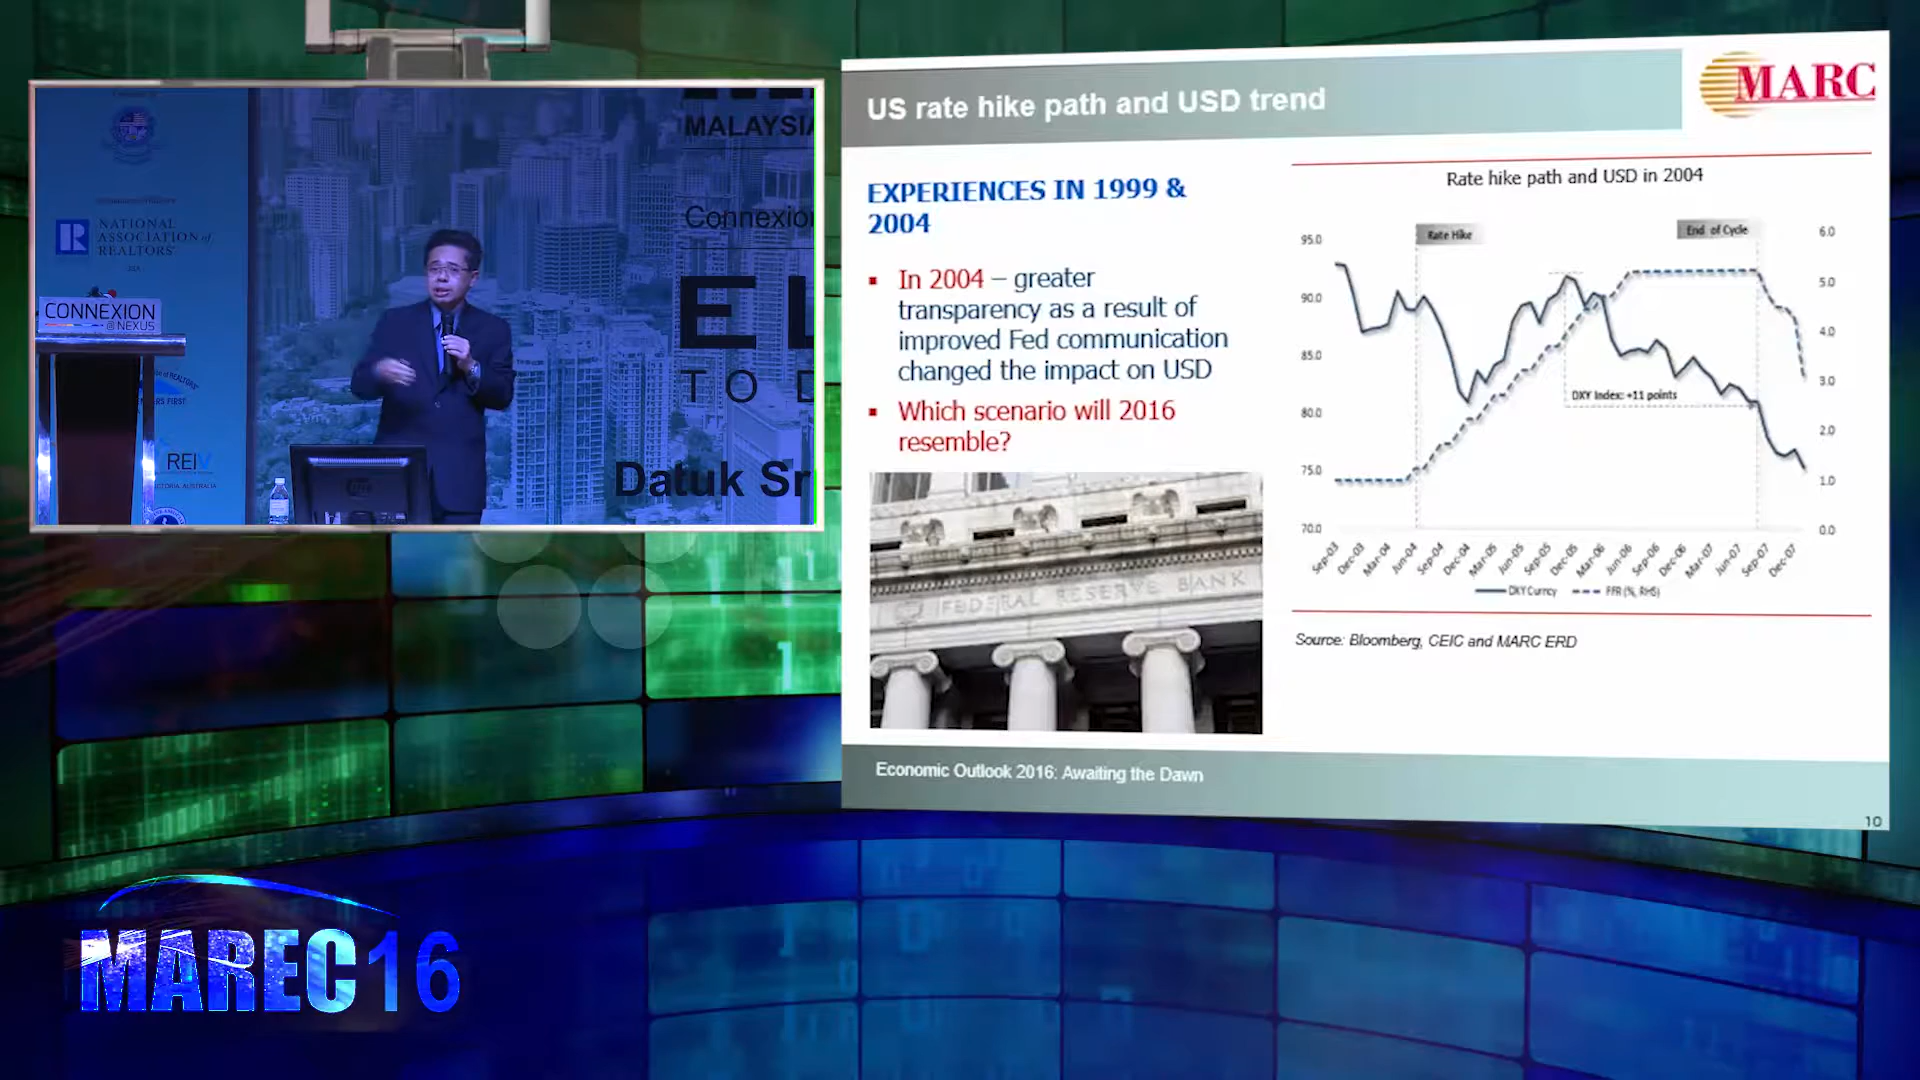 MALAYSIA
NATIONAL
ASSOCIATION of
REALTORS®
Connexion
CONNEXION
@NEXUS
EL
TO D
REIV
VICTORIA, AUSTRALIA
Datuk Sr
MARC
US rate hike path and USD trend
EXPERIENCES IN 1999 &
2004
In 2004 – greater
transparency as a result of
improved Fed communication
changed the impact on USD
Which scenario will 2016
resemble?
FEDERAL RESERVE BANK
Rate hike path and USD in 2004
Rate Hike
End of Cycle
95.0
90.0
85.0
80.0
75.0
70.0
6.0
5.0
4.0
3.0
2.0
1.0
0.0
DXY Index: +11 points
Sep-03 Dec-03 Mar-04 Jun-04 Sep-04 Dec-04 Mar-05 Jun-05 Sep-05 Dec-05 Mar-06 Jun-06 Sep-06 Dec-06 Mar-07 Jun-07 Sep-07 Dec-07
DXY Curncy FFR (%, RHS)
Source: Bloomberg, CEIC and MARC ERD
Economic Outlook 2016: Awaiting the Dawn
10
MAREC16